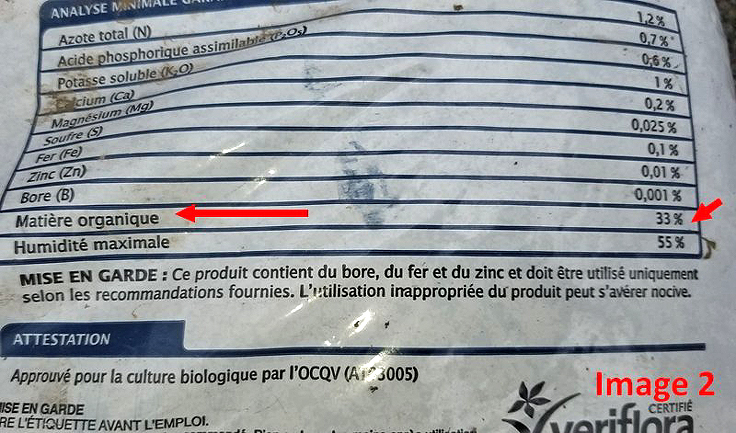 ANALYSE MINIMALE
Azote total (N) 1,2 %
Acide phosphorique assimilable (P2O5) 0,7 %
Potasse soluble (K2O) 0,6 %
Calcium (Ca) 1 %
Magnésium (Mg) 0,2 %
Soufre (S) 0,025 %
Fer (Fe) 0,1 %
Zinc (Zn) 0,01 %
Bore (B) 0,001 %
Matière organique 33 %
Humidité maximale 55 %
MISE EN GARDE : Ce produit contient du bore, du fer et du zinc et doit être utilisé uniquement
selon les recommandations fournies. L'utilisation inappropriée du produit peut s'avérer nocive.
ATTESTATION
Approuvé pour la culture biologique par l'OCQV
Image 2
CERTIFIÉ
veriflora
MISE EN GARDE
L'ÉTIQUETTE AVANT L'EMPLOI.